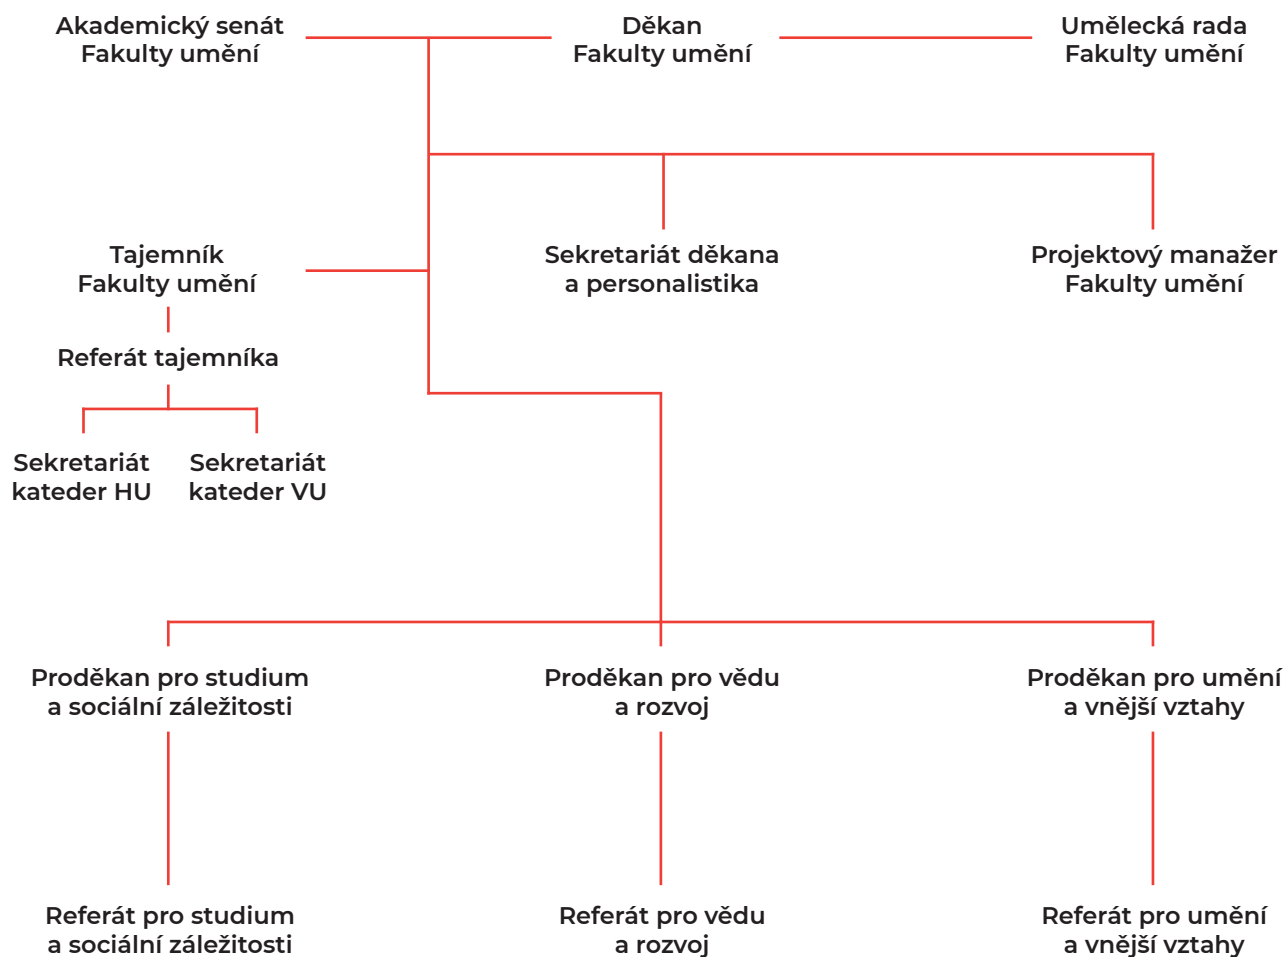 Akademický senát
Fakulty umění
Děkan
Fakulty umění
Umělecká rada
Fakulty umění
Tajemník
Fakulty umění
Sekretariát děkana
a personalistika
Projektový manažer
Fakulty umění
Referát tajemníka
Sekretariát
kateder HU
Sekretariát
kateder VU
Proděkan pro studium
a sociální záležitosti
Proděkan pro vědu
a rozvoj
Proděkan pro umění
a vnější vztahy
Referát pro studium
a sociální záležitosti
Referát pro vědu
a rozvoj
Referát pro umění
a vnější vztahy